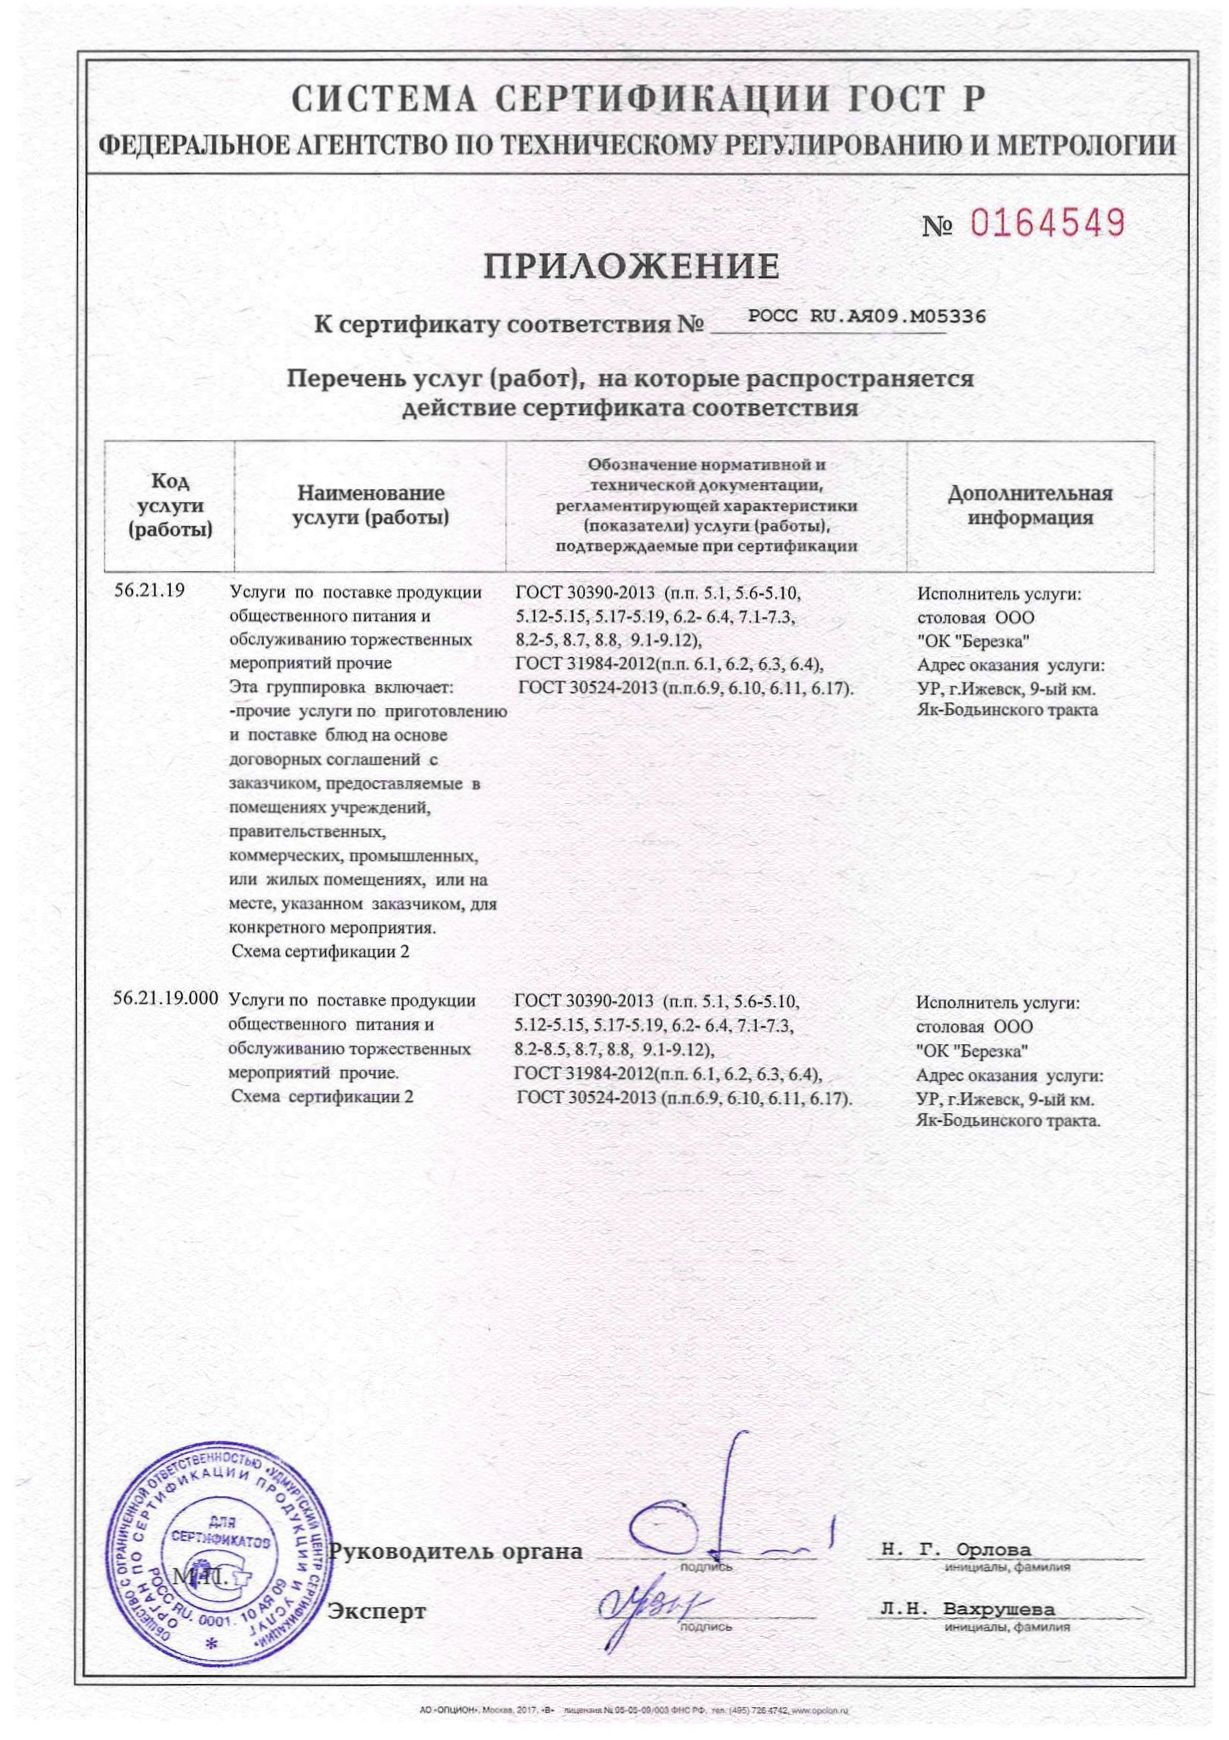 СИСТЕМА СЕРТИФИКАЦИИ ГОСТ Р
ФЕДЕРАЛЬНОЕ АГЕНТСТВО ПО ТЕХНИЧЕСКОМУ РЕГУЛИРОВАНИЮ И МЕТРОЛОГИИ
№ 0164549
ПРИЛОЖЕНИЕ
К сертификату соответствия № РОСС RU.АЯ09.М05336
Перечень услуг (работ), на которые распространяется
действие сертификата соответствия
Код
услуги
(работы)
Наименование
услуги (работы)
Обозначение нормативной и
технической документации,
регламентирующей характеристики
(показатели) услуги (работы),
подтверждаемые при сертификации
Дополнительная
информация
56.21.19
Услуги по поставке продукции
общественного питания и
обслуживанию торжественных
мероприятий прочие
Эта группировка включает:
-прочие услуги по приготовлению
и поставке блюд на основе
договорных соглашений с
заказчиком, предоставляемые в
помещениях учреждений,
правительственных,
коммерческих, промышленных,
или жилых помещениях, или на
месте, указанном заказчиком, для
конкретного мероприятия.
Схема сертификации 2
ГОСТ 30390-2013 (п.п. 5.1, 5.6-5.10,
5.12-5.15, 5.17-5.19, 6.2- 6.4, 7.1-7.3,
8.2-5, 8.7, 8.8, 9.1-9.12),
ГОСТ 31984-2012(п.п. 6.1, 6.2, 6.3, 6.4),
ГОСТ 30524-2013 (п.п.6.9, 6.10, 6.11, 6.17).
Исполнитель услуги:
столовая ООО
"ОК "Березка"
Адрес оказания услуги:
УР, г.Ижевск, 9-ый км.
Як-Бодьинского тракта
56.21.19.000
Услуги по поставке продукции
общественного питания и
обслуживанию торжественных
мероприятий прочие.
Схема сертификации 2
ГОСТ 30390-2013 (п.п. 5.1, 5.6-5.10,
5.12-5.15, 5.17-5.19, 6.2- 6.4, 7.1-7.3,
8.2-8.5, 8.7, 8.8, 9.1-9.12),
ГОСТ 31984-2012(п.п. 6.1, 6.2, 6.3, 6.4),
ГОСТ 30524-2013 (п.п.6.9, 6.10, 6.11, 6.17).
Исполнитель услуги:
столовая ООО
"ОК "Березка"
Адрес оказания услуги:
УР, г.Ижевск, 9-ый км.
Як-Бодьинского тракта.
ОБЩЕСТВО С ОГРАНИЧЕННОЙ ОТВЕТСТВЕННОСТЬЮ «УДМУРТСКИЙ ЦЕНТР СЕРТИФИКАЦИИ»
ОРГАН ПО СЕРТИФИКАЦИИ ПРОДУКЦИИ И УСЛУГ
РОСС RU. 0001. 10 АЯ 09
ДЛЯ
СЕРТИФИКАТОВ
М.П.
Руководитель органа
подпись
Н. Г. Орлова
инициалы, фамилия
Эксперт
подпись
Л.Н. Вахрушева
инициалы, фамилия
АО «ОПЦИОН», Москва, 2017, «В» лицензия № 05-05-09/003 ФНС РФ, тел. (495) 726 4742, www.opcion.ru